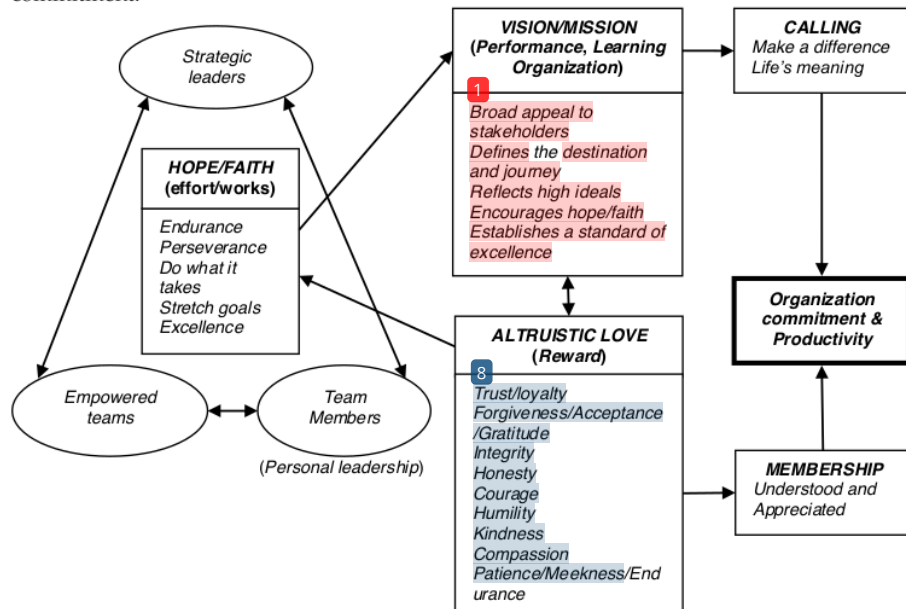 Strategic
leaders
HOPE/FAITH
(effort/works)
Endurance
Perseverance
Do what it
takes
Stretch goals
Excellence
Empowered
teams
Team
Members
(Personal leadership)
VISION/MISSION
(Performance, Learning
Organization)
1
Broad appeal to
stakeholders
Defines the destination
and journey
Reflects high ideals
Encourages hope/faith
Establishes a standard of
excellence
ALTRUISTIC LOVE
(Reward)
8
Trust/loyalty
Forgiveness/Acceptance
/Gratitude
Integrity
Honesty
Courage
Humility
Kindness
Compassion
Patience/Meekness/End
urance
CALLING
Make a difference
Life's meaning
Organization
commitment &
Productivity
MEMBERSHIP
Understood and
Appreciated